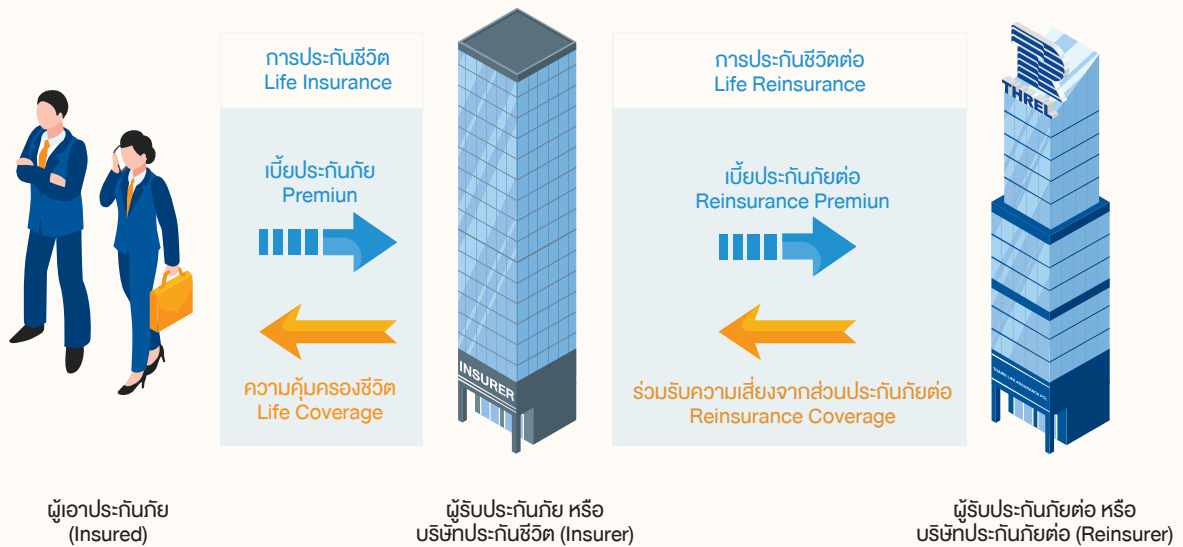 การประกันชีวิต
Life Insurance
การประกันชีวิตต่อ
Life Reinsurance
THREL
เบี้ยประกันภัย
Premiun
เบี้ยประกันภัยต่อ
Reinsurance Premiun
INSURER
ความคุ้มครองชีวิต
Life Coverage
ร่วมรับความเสี่ยงจากส่วนประกันภัยต่อ
Reinsurance Coverage
ผู้เอาประกันภัย
(Insured)
ผู้รับประกันภัย หรือ
บริษัทประกันชีวิต (Insurer)
ผู้รับประกันภัยต่อ หรือ
บริษัทประกันภัยต่อ (Reinsurer)